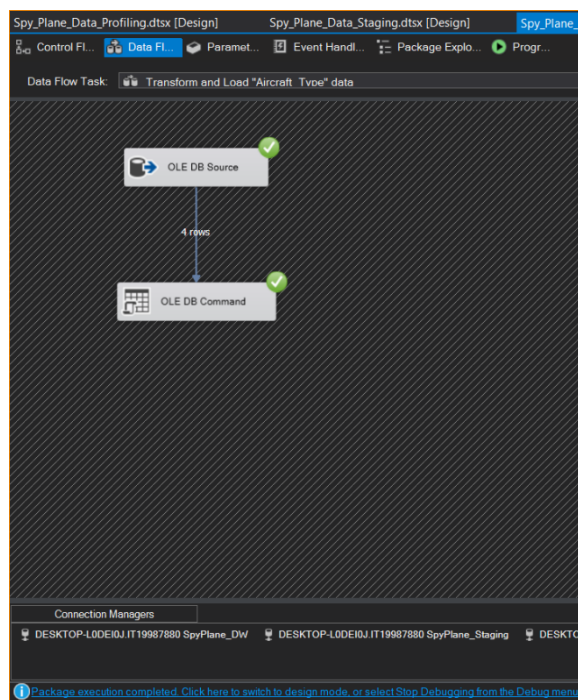 Spy_Plane_Data_Profiling.dtsx [Design] Spy_Plane_Data_Staging.dtsx [Design] Spy_Plane_
Control Fl... Data Fl... Paramet... Event Handl... Package Explo... Progr...
Data Flow Task: Transform and Load "Aircraft_Type" data
OLE DB Source
4 rows
OLE DB Command
Connection Managers
DESKTOP-L0DEI0J.IT19987880 SpyPlane_DW DESKTOP-L0DEI0J.IT19987880 SpyPlane_Staging DESKTO
Package execution completed. Click here to switch to design mode, or select Stop Debugging from the Debug menu